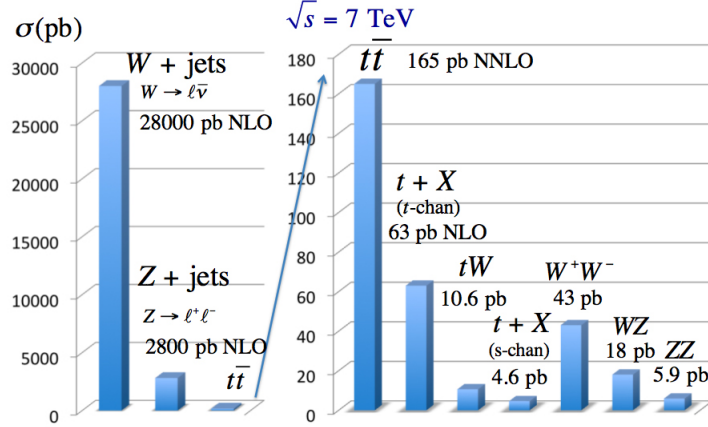 σ(pb)
√s = 7 TeV
30000
25000
20000
15000
10000
5000
0
W + jets
W → ℓν̄
28000 pb NLO
Z + jets
Z → ℓ⁺ℓ⁻
2800 pb NLO
tt̄
180
160
140
120
100
80
60
40
20
0
tt̄ 165 pb NNLO
t + X
(t-chan)
63 pb NLO
tW
10.6 pb
t + X
(s-chan)
4.6 pb
W⁺W⁻
43 pb
WZ
18 pb
ZZ
5.9 pb